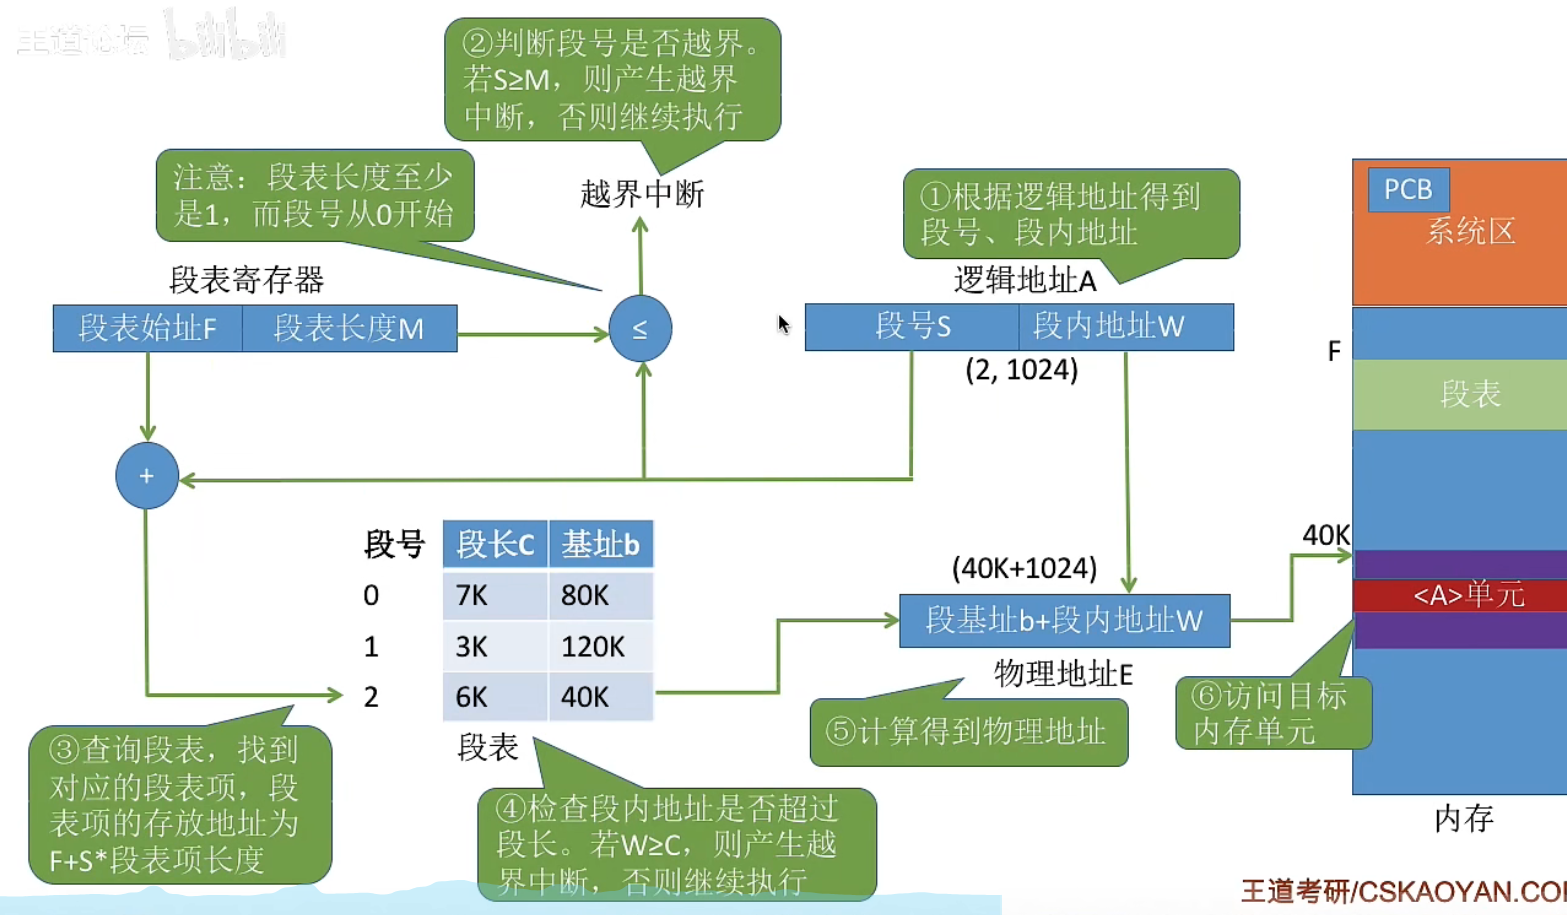 王道论坛 bilibili
②判断段号是否越界。
若S≥M，则产生越界
中断，否则继续执行
注意：段表长度至少
是1，而段号从0开始
越界中断
①根据逻辑地址得到
段号、段内地址
PCB
系统区
段表寄存器
逻辑地址A
段表始址F 段表长度M
≤
段号S 段内地址W
(2, 1024)
F
段表
+
段号 段长C 基址b
0 7K 80K
1 3K 120K
2 6K 40K
段表
(40K+1024)
段基址b+段内地址W
物理地址E
40K
<A>单元
③查询段表，找到
对应的段表项，段
表项的存放地址为
F+S*段表项长度
④检查段内地址是否超过
段长。若W≥C，则产生越
界中断，否则继续执行
⑤计算得到物理地址
⑥访问目标
内存单元
内存
王道考研/CSKAOYAN.CO